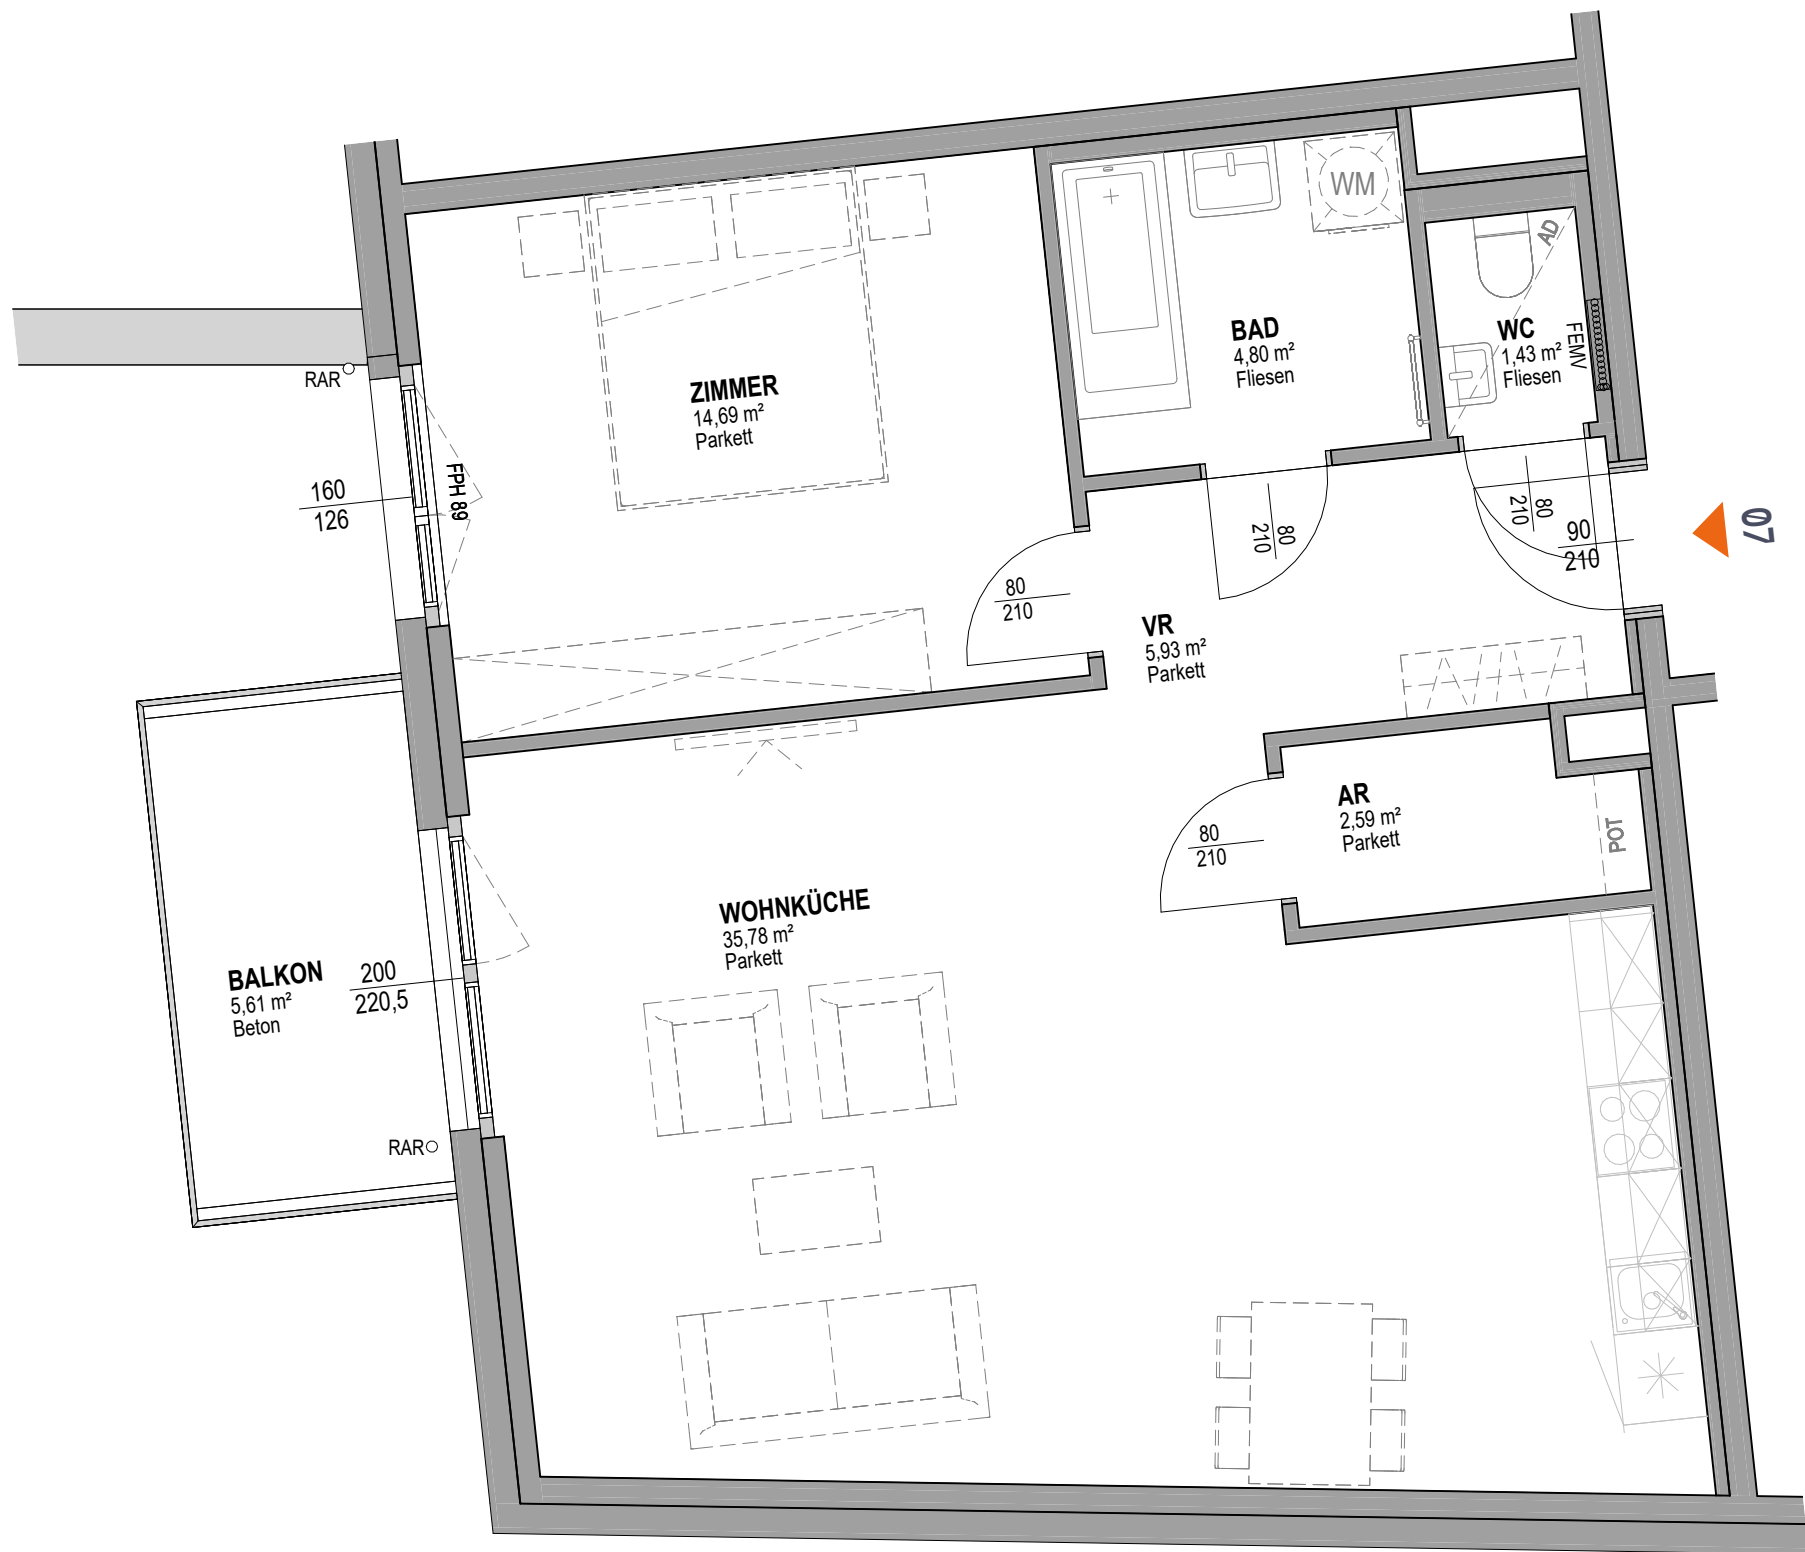 WM
AD
BAD
4,80 m²
Fliesen
WC
1,43 m²
Fliesen
FEMV
RAR
ZIMMER
14,69 m²
Parkett
FPH 89
160
126
80
210
80
210
90
210
07
80
210
VR
5,93 m²
Parkett
AR
2,59 m²
Parkett
POT
80
210
WOHNKÜCHE
35,78 m²
Parkett
BALKON
5,61 m²
Beton
200
220,5
RAR